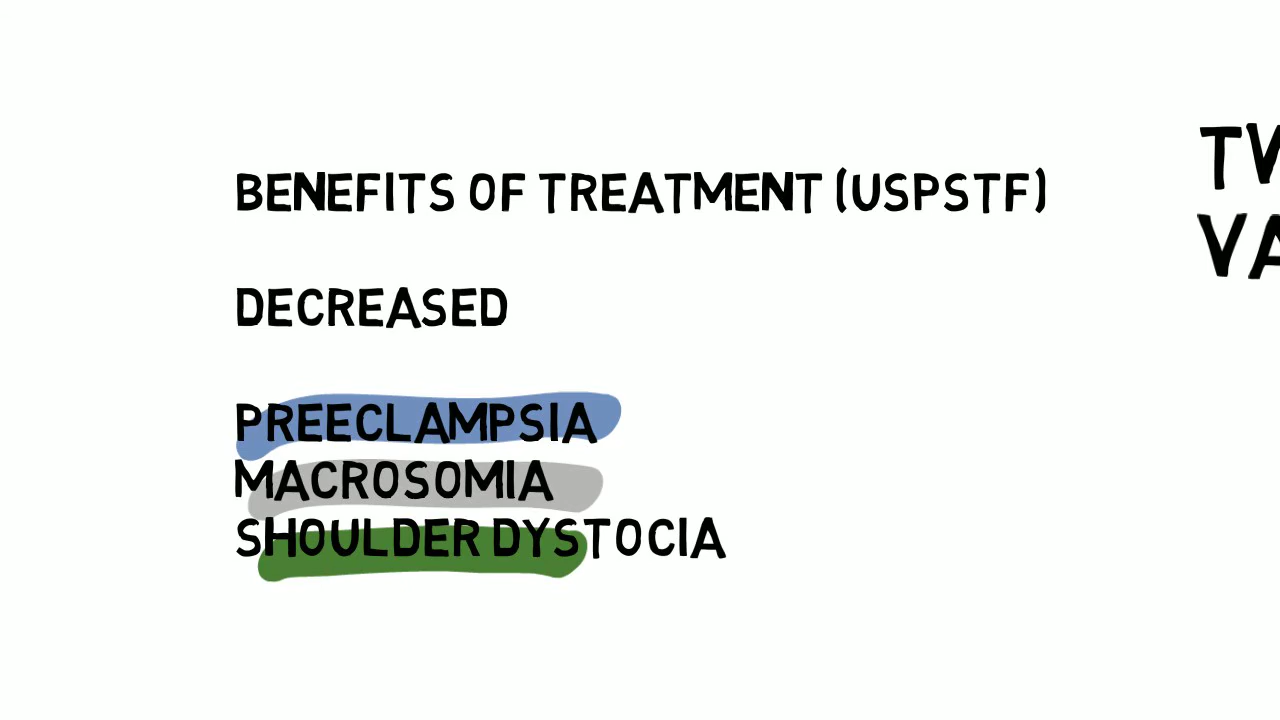 BENEFITS OF TREATMENT (USPSTF)
DECREASED
PREECLAMPSIA
MACROSOMIA
SHOULDER DYSTOCIA